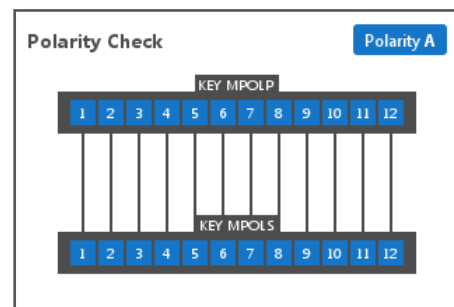 Polarity Check
Polarity A
KEY MPOLP
1 2 3 4 5 6 7 8 9 10 11 12
KEY MPOLS
1 2 3 4 5 6 7 8 9 10 11 12